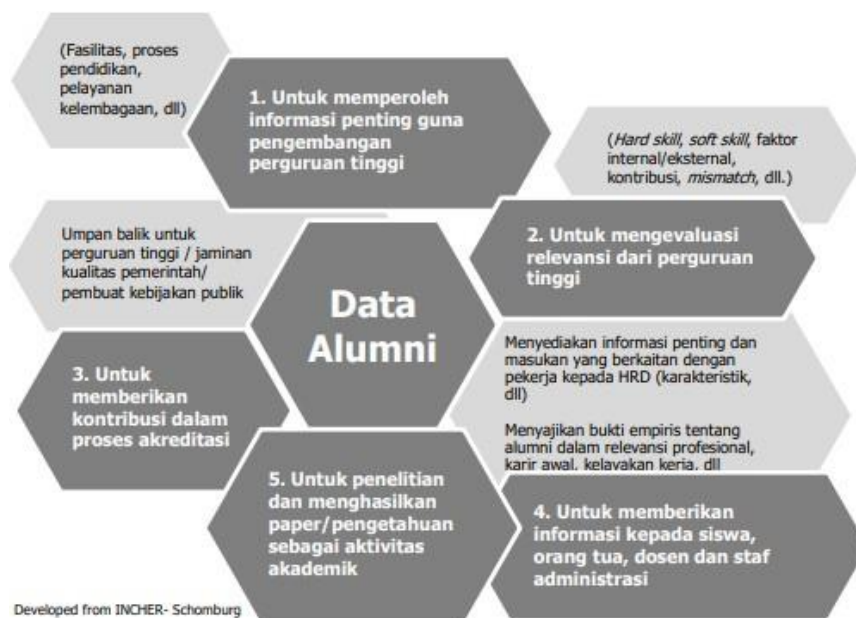 (Fasilitas, proses
pendidikan,
pelayanan
kelembagaan, dll)
1. Untuk memperoleh
informasi penting guna
pengembangan
perguruan tinggi
(Hard skill, soft skill, faktor
internal/eksternal,
kontribusi, mismatch, dll.)
2. Untuk mengevaluasi
relevansi dari perguruan
tinggi
Umpan balik untuk
perguruan tinggi / jaminan
kualitas pemerintah/
pembuat kebijakan publik
Data
Alumni
3. Untuk
memberikan
kontribusi dalam
proses akreditasi
Menyediakan informasi penting dan
masukan yang berkaitan dengan
pekerja kepada HRD (karakteristik,
dll)
Menyajikan bukti empiris tentang
alumni dalam relevansi profesional,
karir awal, kelayakan kerja, dll
5. Untuk penelitian
dan menghasilkan
paper/pengetahuan
sebagai aktivitas
akademik
4. Untuk memberikan
informasi kepada siswa,
orang tua, dosen dan staf
administrasi
Developed from INCHER- Schomburg